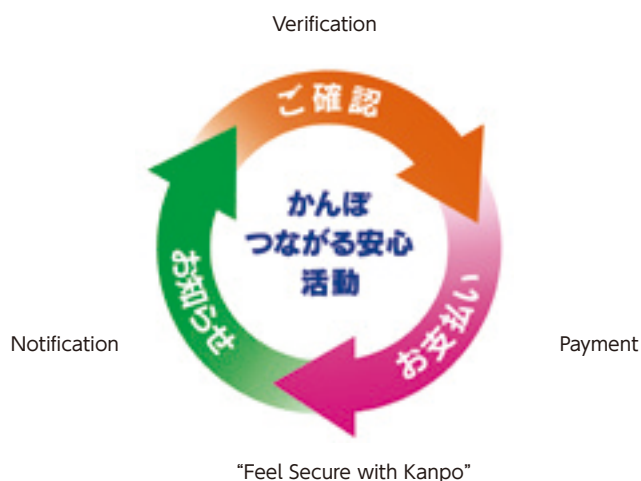 Verification
ご確認
かんぽ
つながる安心
活動
お知らせ
お支払い
Notification
Payment
“Feel Secure with Kanpo”